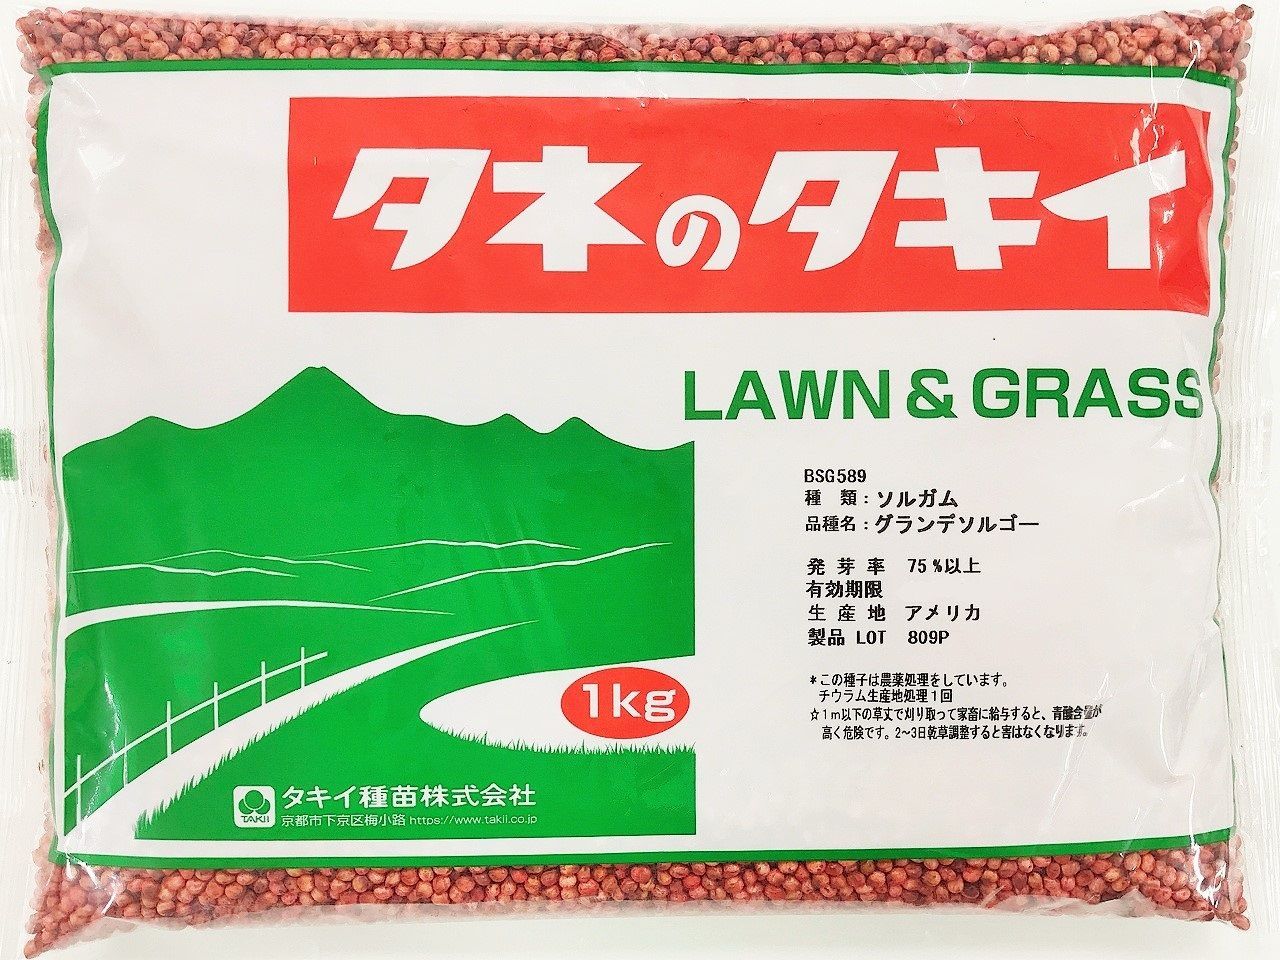 タネのタキイ
LAWN & GRASS
BSG589
種 類：ソルガム
品種名：グランデソルゴー
発 芽 率 75%以上
有効期限
生 産 地 アメリカ
製品 LOT 809P
*この種子は農薬処理をしています。
チウラム生産地処理1回
☆1m以下の草丈で刈り取って家畜に給与すると、青酸含量が
高く危険です。2~3日乾草調整すると害はなくなります。
1kg
TAKII
タキイ種苗株式会社
京都市下京区梅小路 https://www.takii.co.jp